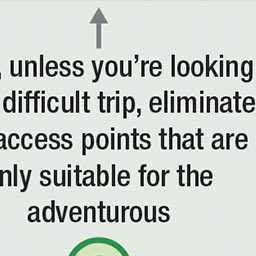 , unless you’re looking
difficult trip, eliminate
access points that are
nly suitable for the
adventurous